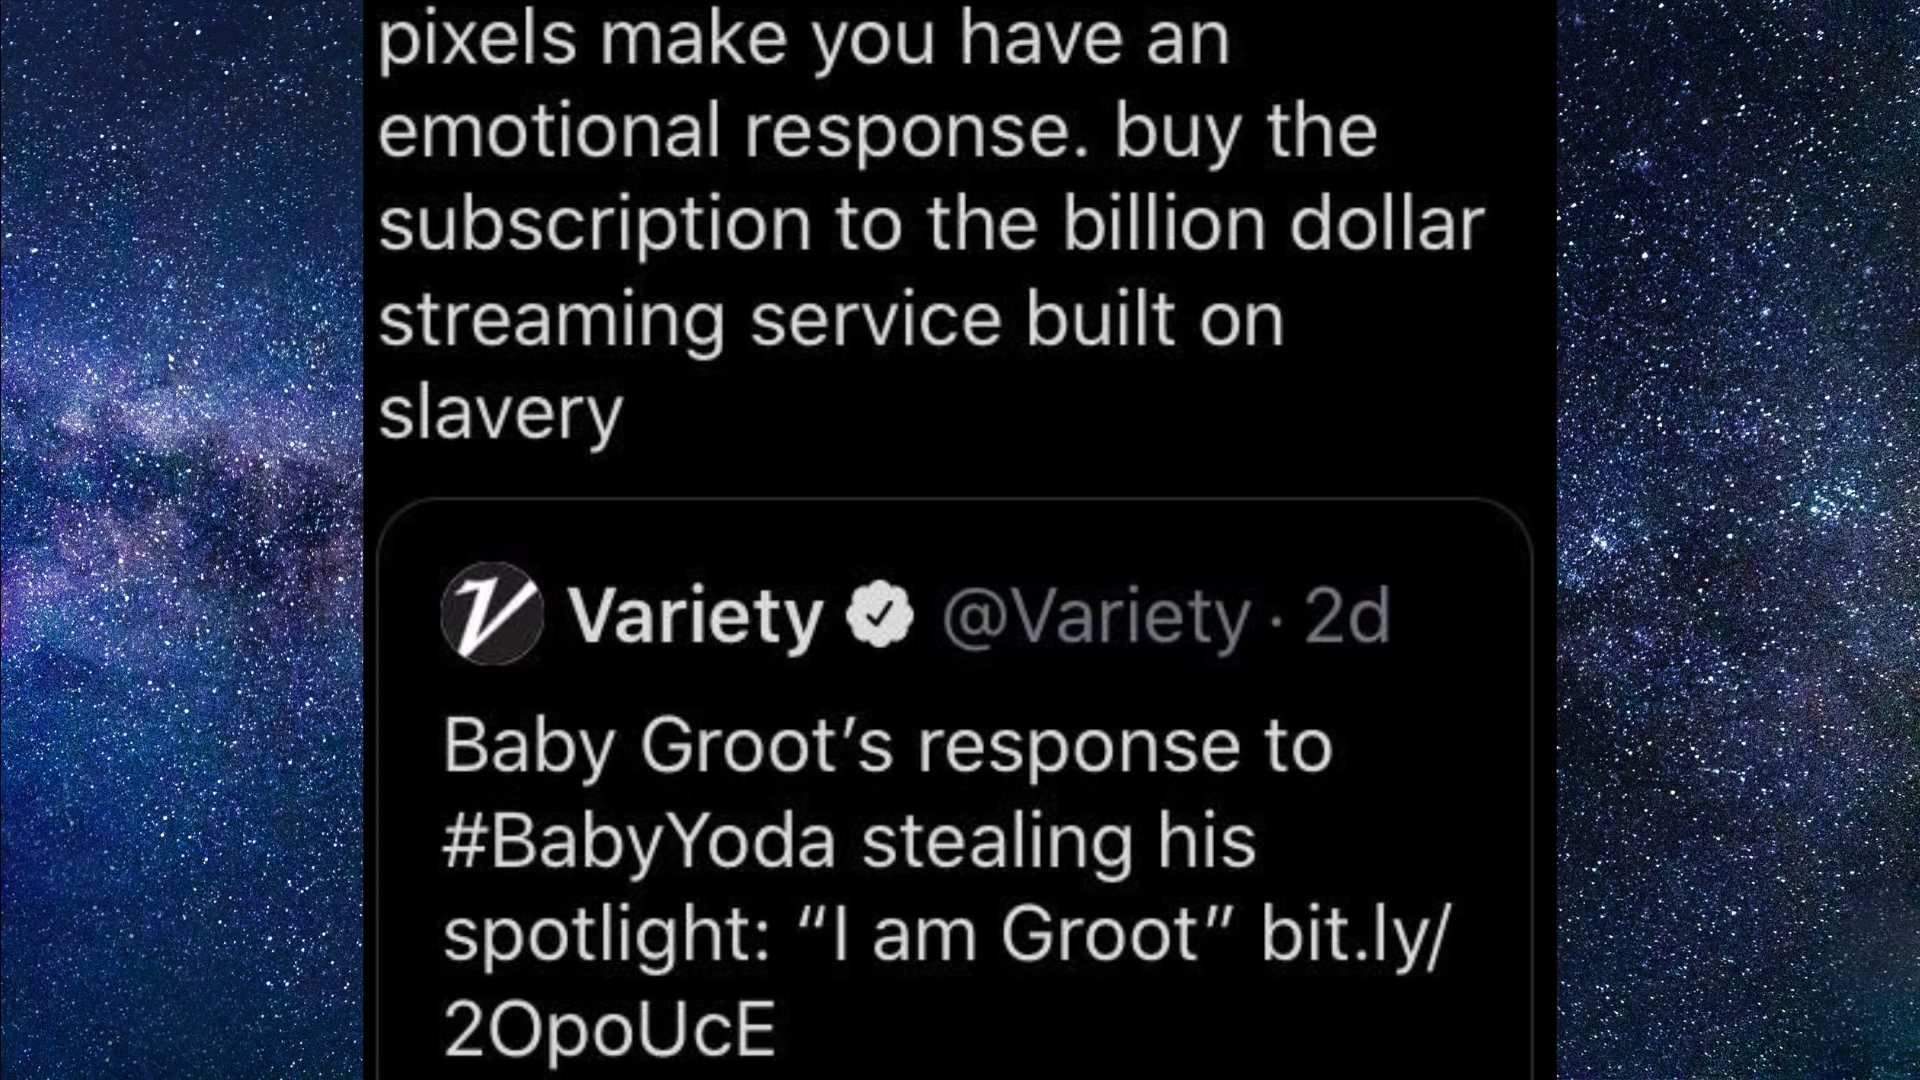 pixels make you have an
emotional response. buy the
subscription to the billion dollar
streaming service built on
slavery
Variety @Variety · 2d
Baby Groot’s response to
#BabyYoda stealing his
spotlight: “I am Groot” bit.ly/
2OpoUcE